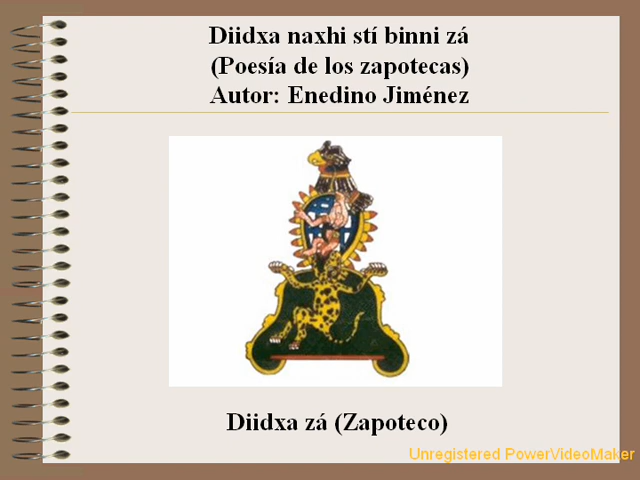 Diidxa naxhi stí binni zá
(Poesía de los zapotecas)
Autor: Enedino Jiménez
Diidxa zá (Zapoteco)
Unregistered PowerVideoMaker